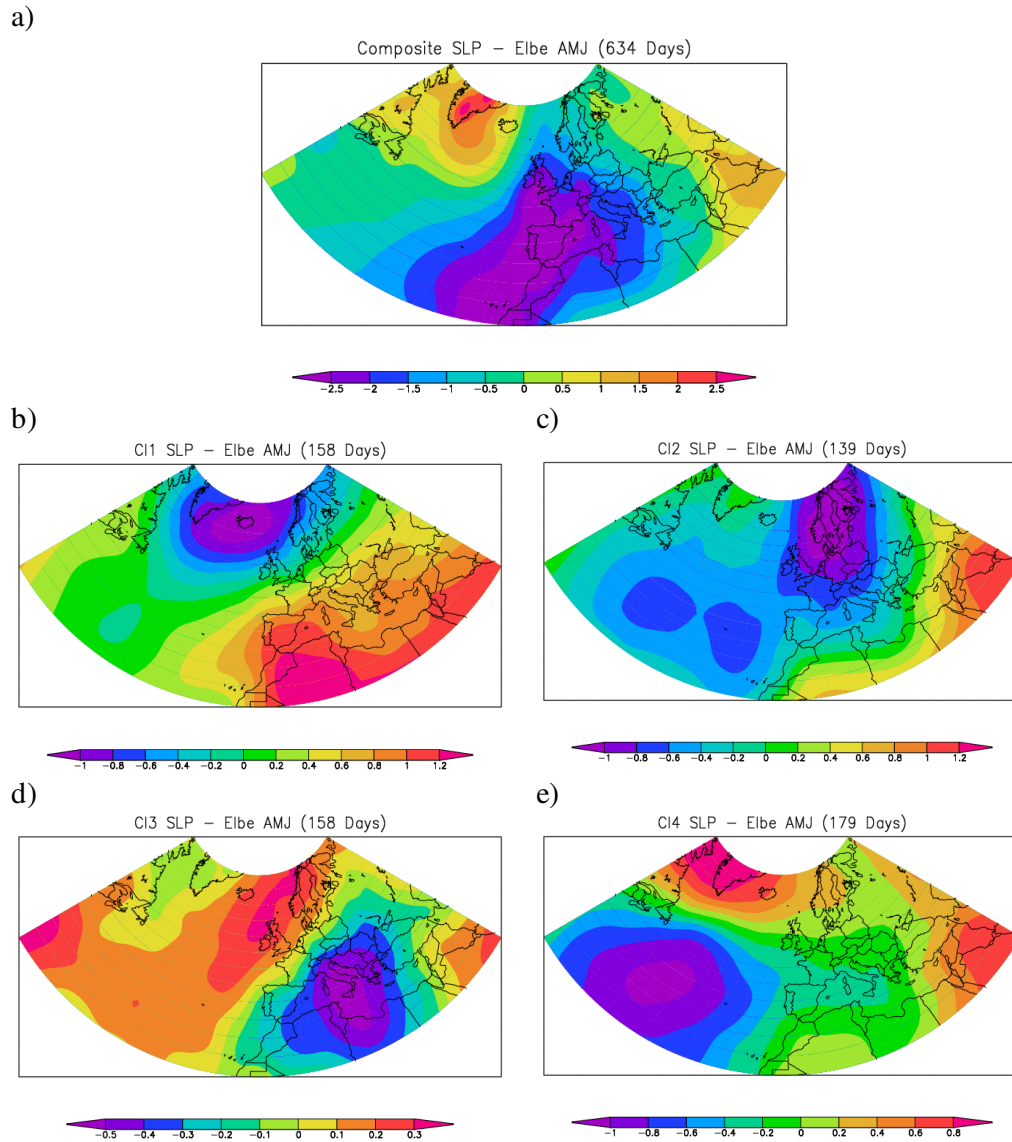 a)
Composite SLP − Elbe AMJ (634 Days)
−2.5 −2 −1.5 −1 −0.5 0 0.5 1 1.5 2 2.5
b)
Cl1 SLP − Elbe AMJ (158 Days)
−1 −0.8 −0.6 −0.4 −0.2 0 0.2 0.4 0.6 0.8 1 1.2
c)
Cl2 SLP − Elbe AMJ (139 Days)
−1 −0.8 −0.6 −0.4 −0.2 0 0.2 0.4 0.6 0.8 1 1.2
d)
Cl3 SLP − Elbe AMJ (158 Days)
−0.5 −0.4 −0.3 −0.2 −0.1 0 0.1 0.2 0.3
e)
Cl4 SLP − Elbe AMJ (179 Days)
−1 −0.8 −0.6 −0.4 −0.2 0 0.2 0.4 0.6 0.8